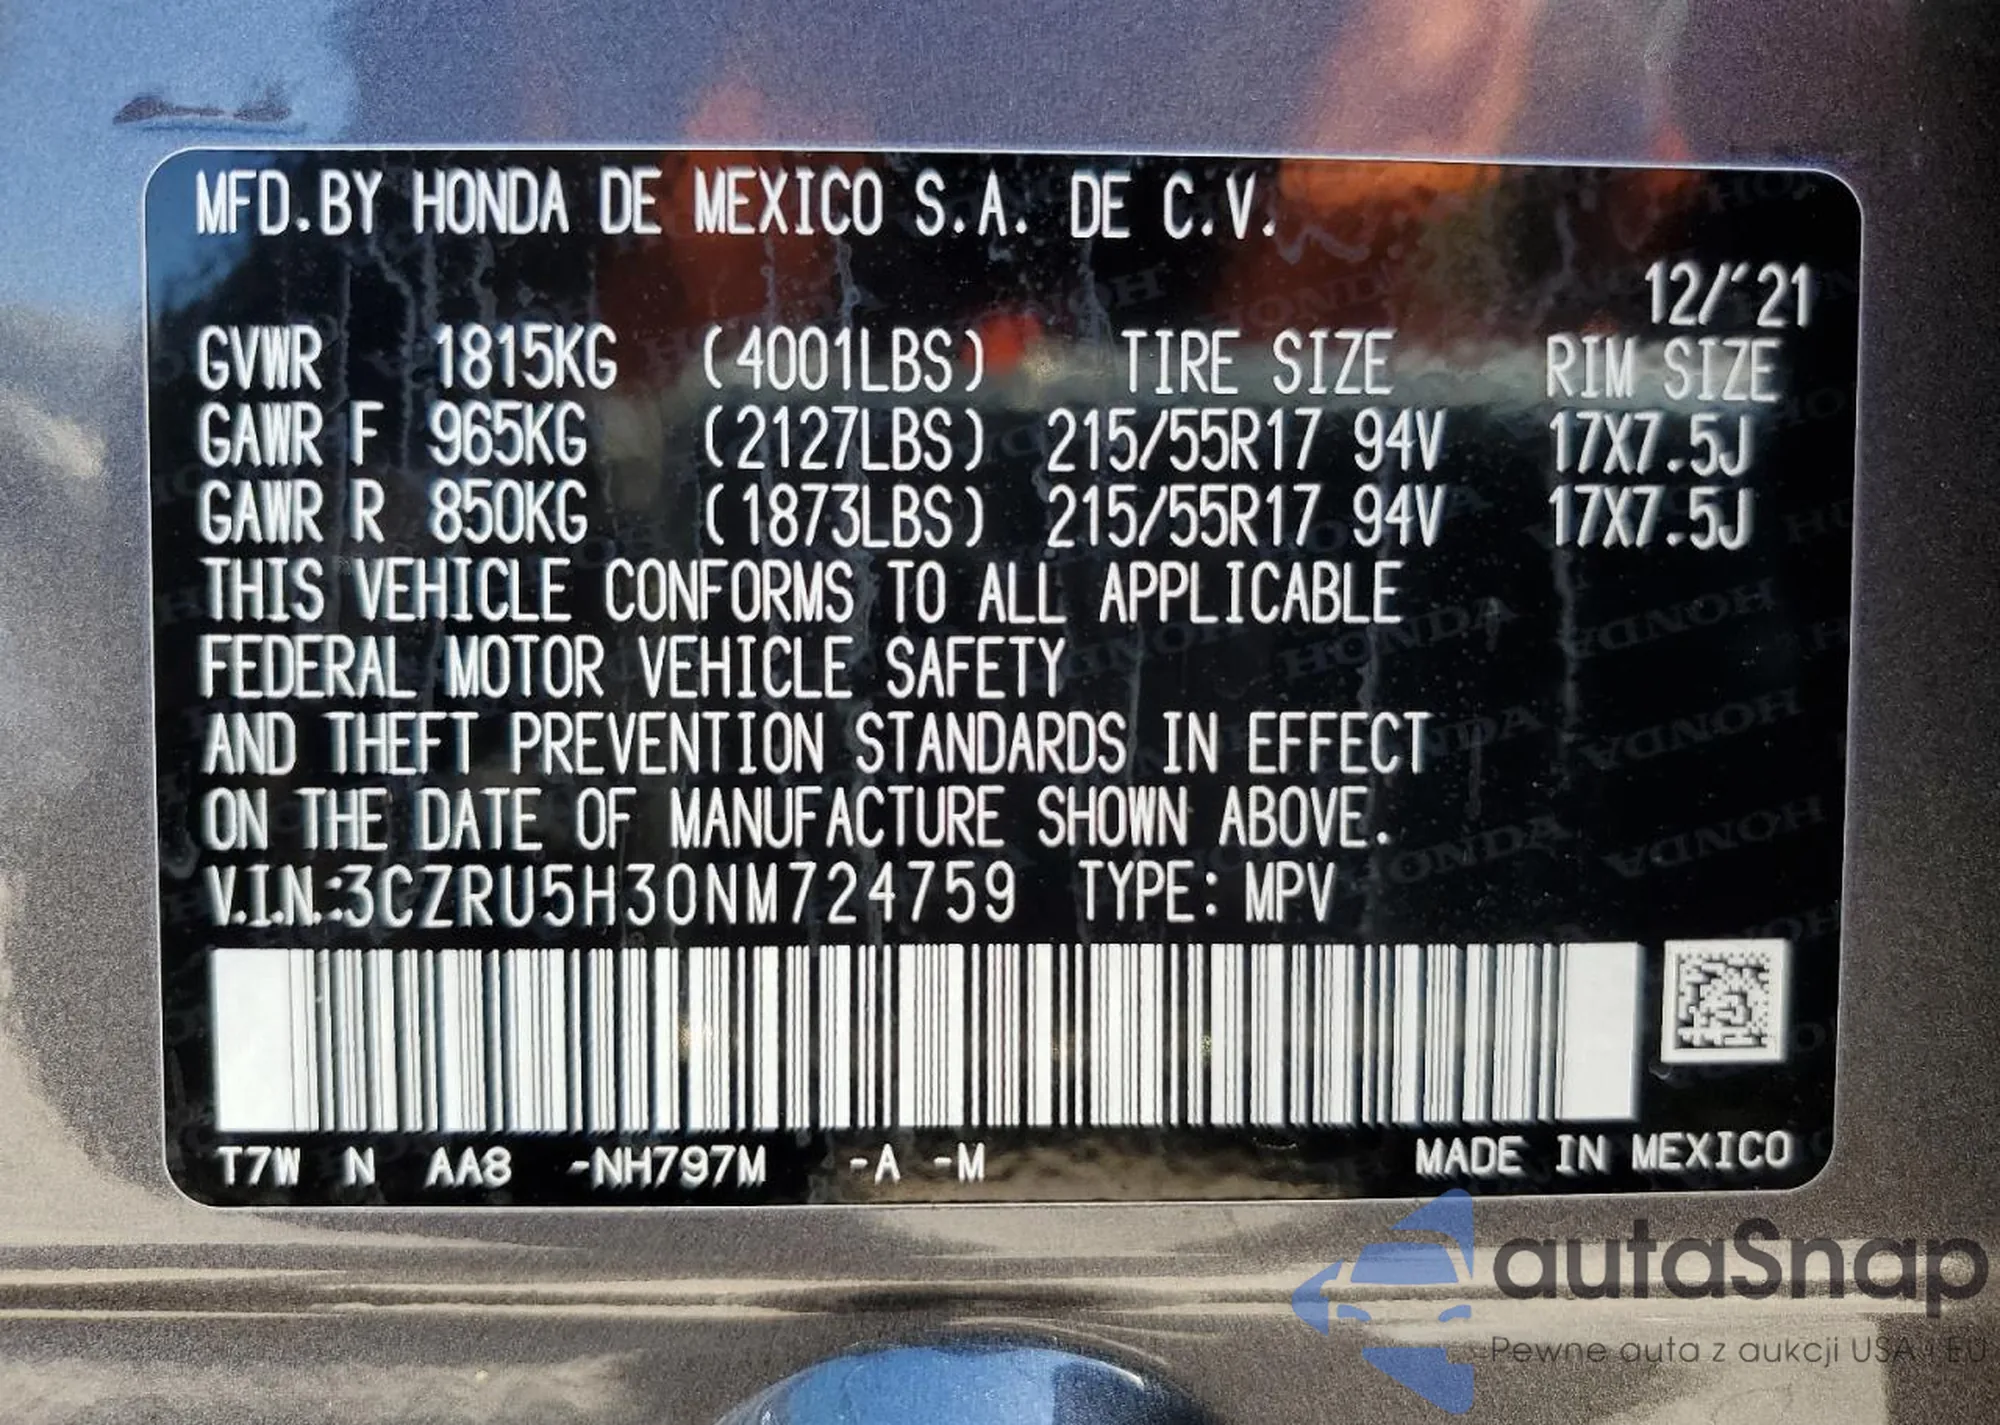 MFD.BY HONDA DE MEXICO S.A. DE C.V.
12/'21
GVWR 1815KG (4001LBS) TIRE SIZE RIM SIZE
GAWR F 965KG (2127LBS) 215/55R17 94V 17X7.5J
GAWR R 850KG (1873LBS) 215/55R17 94V 17X7.5J
THIS VEHICLE CONFORMS TO ALL APPLICABLE
FEDERAL MOTOR VEHICLE SAFETY
AND THEFT PREVENTION STANDARDS IN EFFECT
ON THE DATE OF MANUFACTURE SHOWN ABOVE.
V.I.N.:3CZRU5H30NM724759 TYPE: MPV
T7W N AA8 -NH797M -A -M MADE IN MEXICO
autaSnap
Pewne auta z aukcji USA i EU